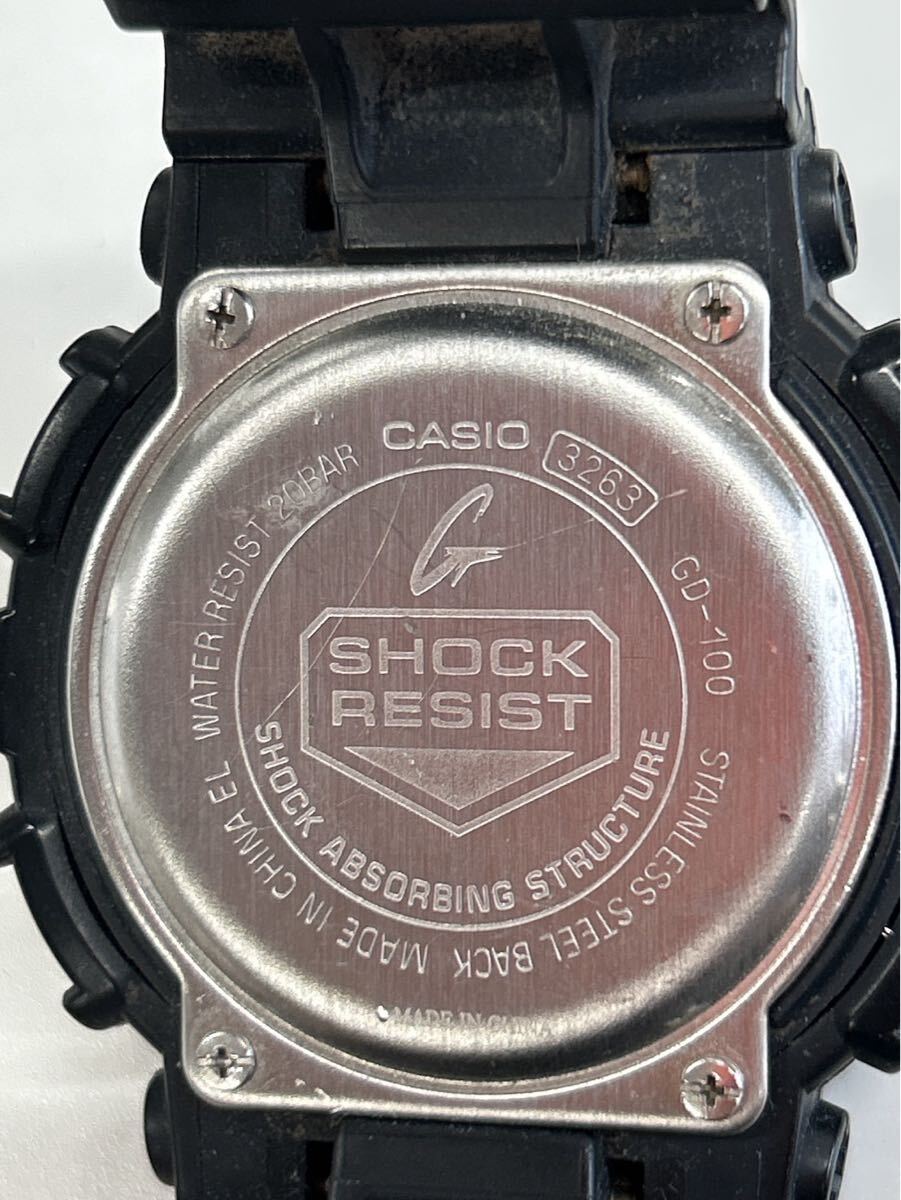 CASIO
3263
GD-100
STAINLESS STEEL BACK
MADE IN CHINA EL
WATER RESIST 20BAR
G
SHOCK
RESIST
SHOCK ABSORBING STRUCTURE
MADE IN